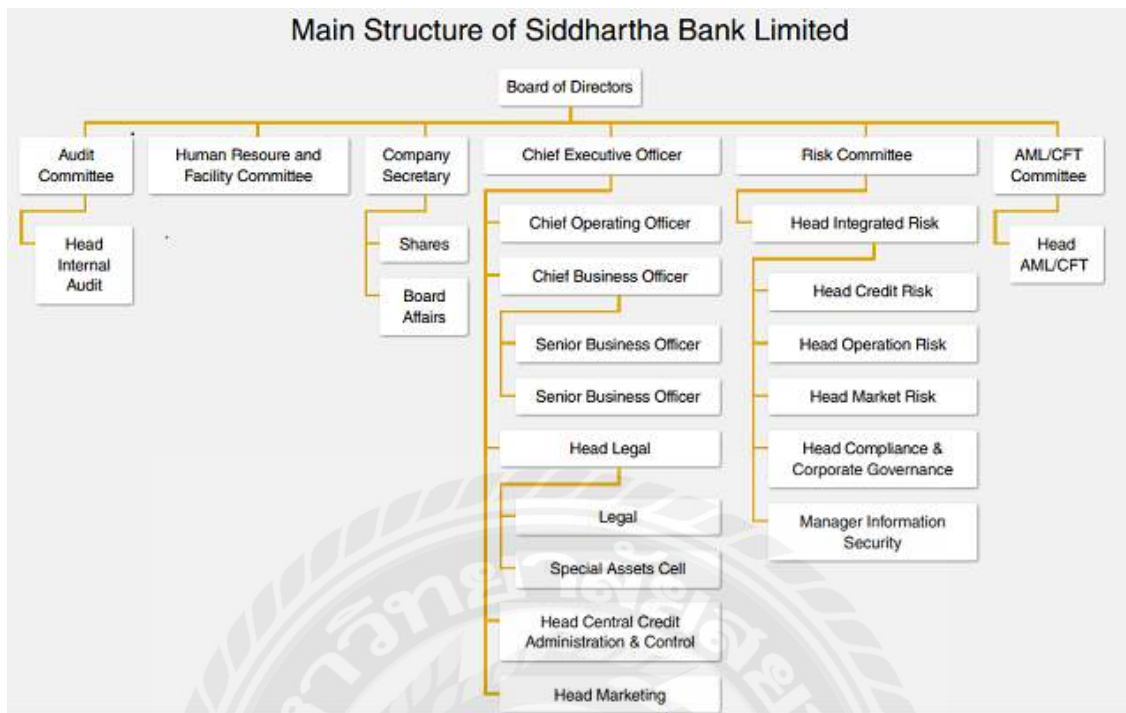 Main Structure of Siddhartha Bank Limited
Board of Directors
Audit
Committee
Human Resoure and
Facility Committee
Company
Secretary
Chief Executive Officer
Risk Committee
AML/CFT
Committee
Head
Internal
Audit
Shares
Board
Affairs
Chief Operating Officer
Chief Business Officer
Senior Business Officer
Senior Business Officer
Head Legal
Legal
Special Assets Cell
Head Central Credit
Administration & Control
Head Marketing
Head Integrated Risk
Head Credit Risk
Head Operation Risk
Head Market Risk
Head Compliance &
Corporate Governance
Manager Information
Security
Head
AML/CFT